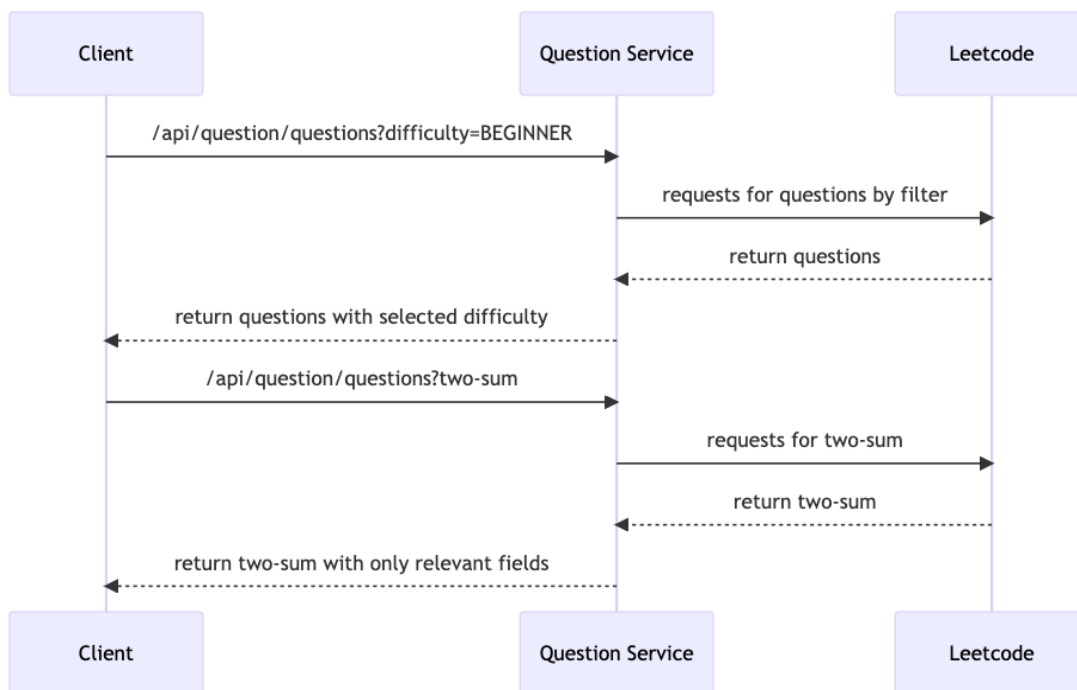 Client
Question Service
Leetcode
/api/question/questions?difficulty=BEGINNER
requests for questions by filter
return questions
return questions with selected difficulty
/api/question/questions?two-sum
requests for two-sum
return two-sum
return two-sum with only relevant fields
Client
Question Service
Leetcode